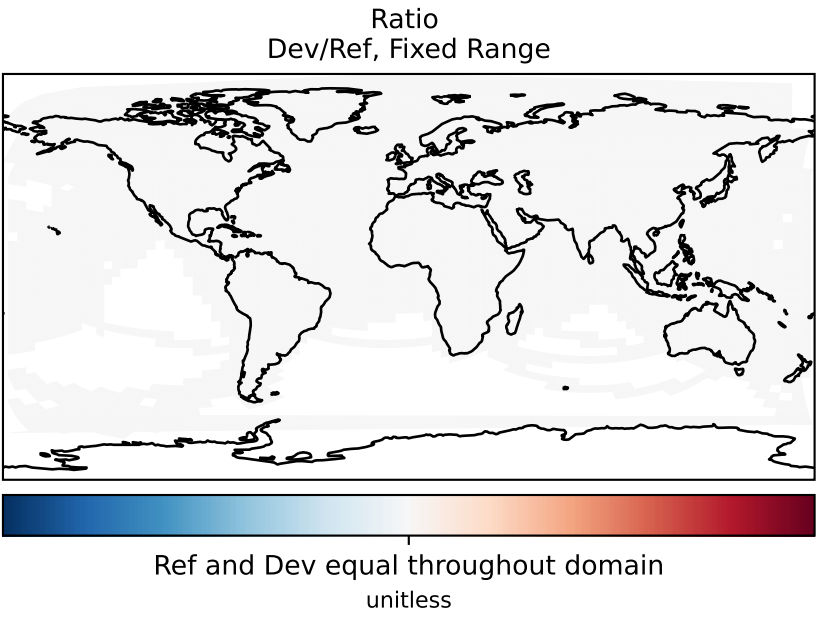 Ratio
Dev/Ref, Fixed Range
Ref and Dev equal throughout domain
unitless